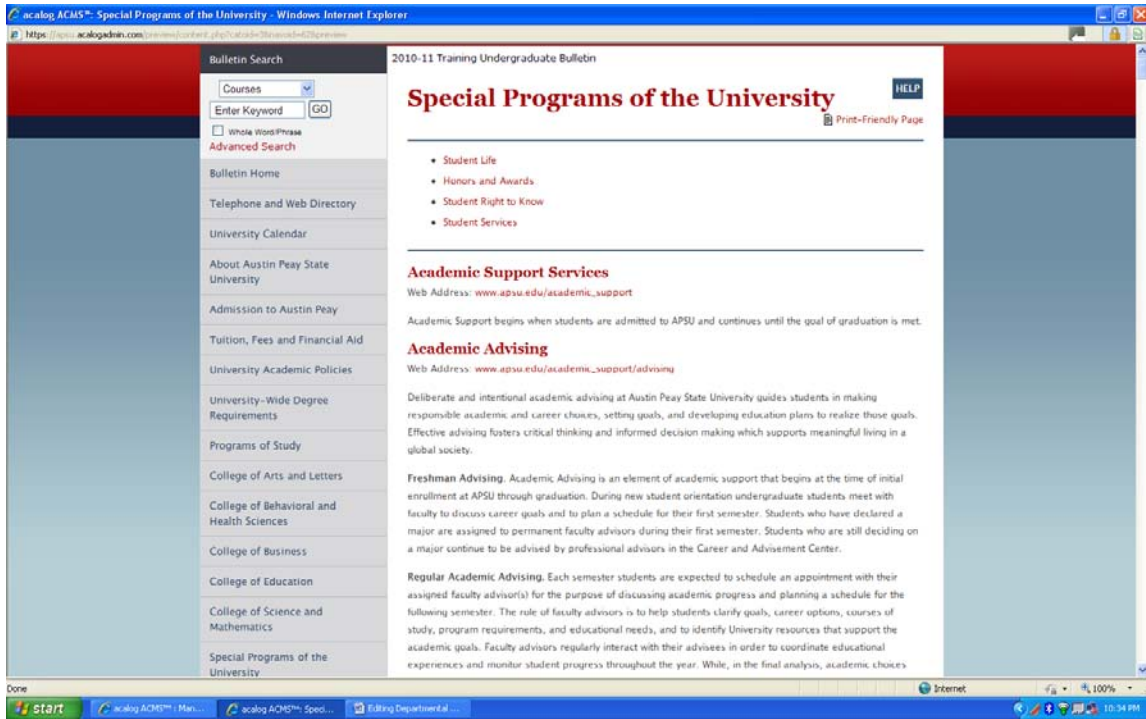 acalog ACMS™: Special Programs of the University - Windows Internet Explorer
https://apsu.acalogadmin.com/preview/content.php?catoid=3&navoid=62&preview
Bulletin Search
Courses
Enter Keyword GO
Whole Word/Phrase
Advanced Search
Bulletin Home
Telephone and Web Directory
University Calendar
About Austin Peay State
University
Admission to Austin Peay
Tuition, Fees and Financial Aid
University Academic Policies
University-Wide Degree
Requirements
Programs of Study
College of Arts and Letters
College of Behavioral and
Health Sciences
College of Business
College of Education
College of Science and
Mathematics
Special Programs of the
University
2010-11 Training Undergraduate Bulletin
HELP
Special Programs of the University
Print-Friendly Page
• Student Life
• Honors and Awards
• Student Right to Know
• Student Services
Academic Support Services
Web Address: www.apsu.edu/academic_support
Academic Support begins when students are admitted to APSU and continues until the goal of graduation is met.
Academic Advising
Web Address: www.apsu.edu/academic_support/advising
Deliberate and intentional academic advising at Austin Peay State University guides students in making
responsible academic and career choices, setting goals, and developing education plans to realize those goals.
Effective advising fosters critical thinking and informed decision making which supports meaningful living in a
global society.
Freshman Advising. Academic Advising is an element of academic support that begins at the time of initial
enrollment at APSU through graduation. During new student orientation undergraduate students meet with
faculty to discuss career goals and to plan a schedule for their first semester. Students who have declared a
major are assigned to permanent faculty advisors during their first semester. Students who are still deciding on
a major continue to be advised by professional advisors in the Career and Advisement Center.
Regular Academic Advising. Each semester students are expected to schedule an appointment with their
assigned faculty advisor(s) for the purpose of discussing academic progress and planning a schedule for the
following semester. The role of faculty advisors is to help students clarify goals, career options, courses of
study, program requirements, and educational needs, and to identify University resources that support the
academic goals. Faculty advisors regularly interact with their advisees in order to coordinate educational
experiences and monitor student progress throughout the year. While, in the final analysis, academic choices
Done
Internet
100%
start
acalog ACMS™: Man...
acalog ACMS™: Speci...
Editing Departmental ...
10:34 PM